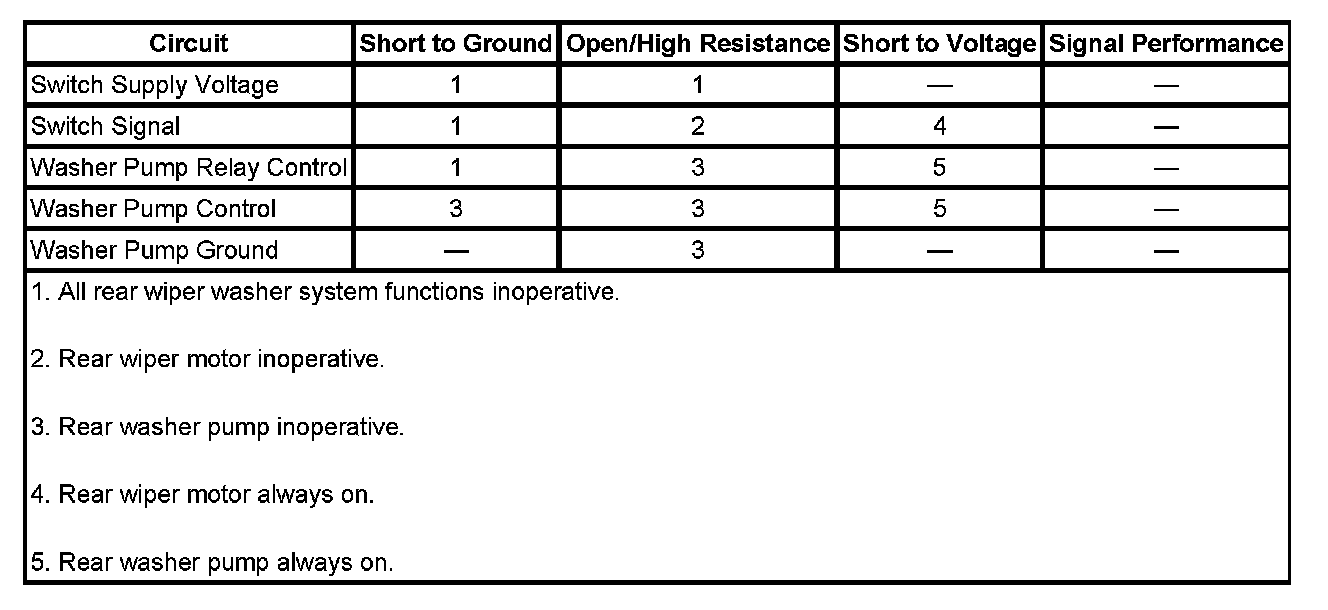 Circuit Short to Ground Open/High Resistance Short to Voltage Signal Performance
Switch Supply Voltage 1 1 — —
Switch Signal 1 2 4 —
Washer Pump Relay Control 1 3 5 —
Washer Pump Control 3 3 5 —
Washer Pump Ground — 3 — —
1. All rear wiper washer system functions inoperative.
2. Rear wiper motor inoperative.
3. Rear washer pump inoperative.
4. Rear wiper motor always on.
5. Rear washer pump always on.